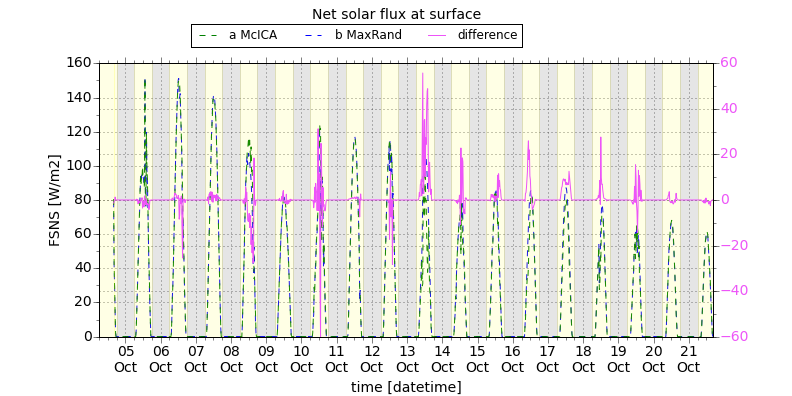 Net solar flux at surface
a McICA b MaxRand difference
160
140
120
100
80
60
40
20
0
FSNS [W/m2]
60
40
20
0
−20
−40
−60
05 06 07 08 09 10 11 12 13 14 15 16 17 18 19 20 21
Oct Oct Oct Oct Oct Oct Oct Oct Oct Oct Oct Oct Oct Oct Oct Oct Oct
time [datetime]